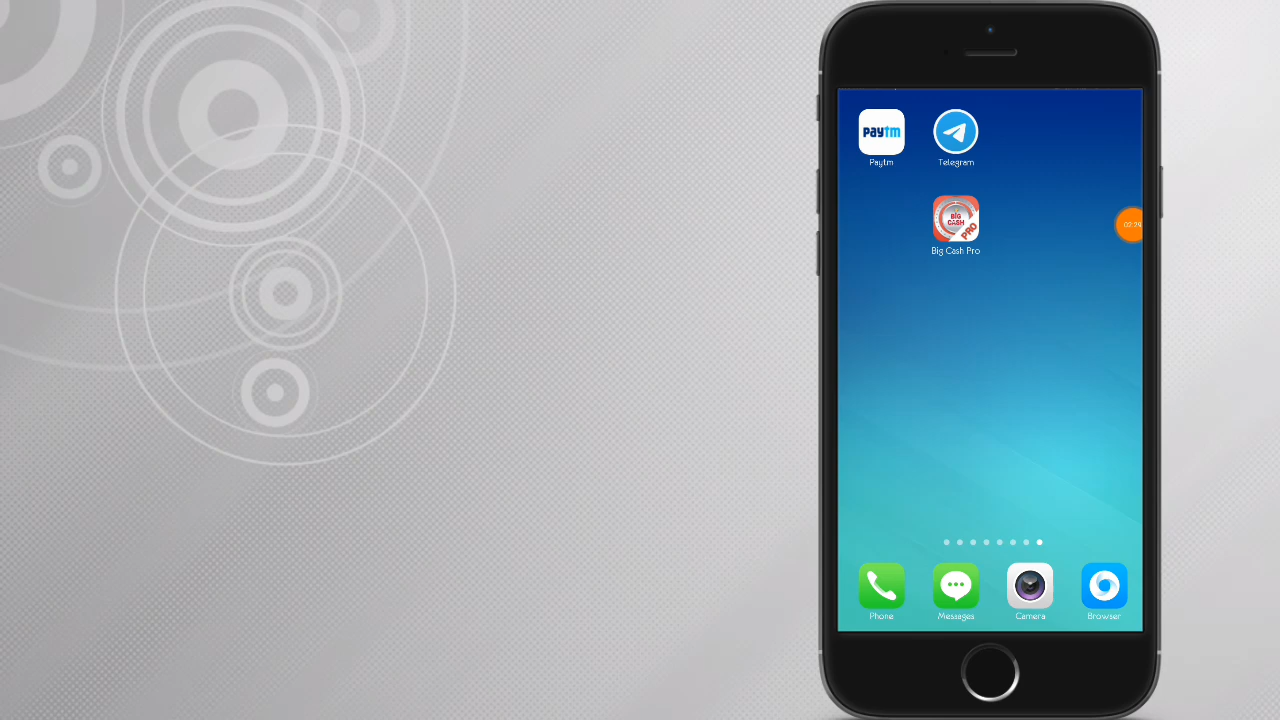 paytm
Paytm
Telegram
BIG
CASH
PRO
Big Cash Pro
Phone
Messages
Camera
Browser